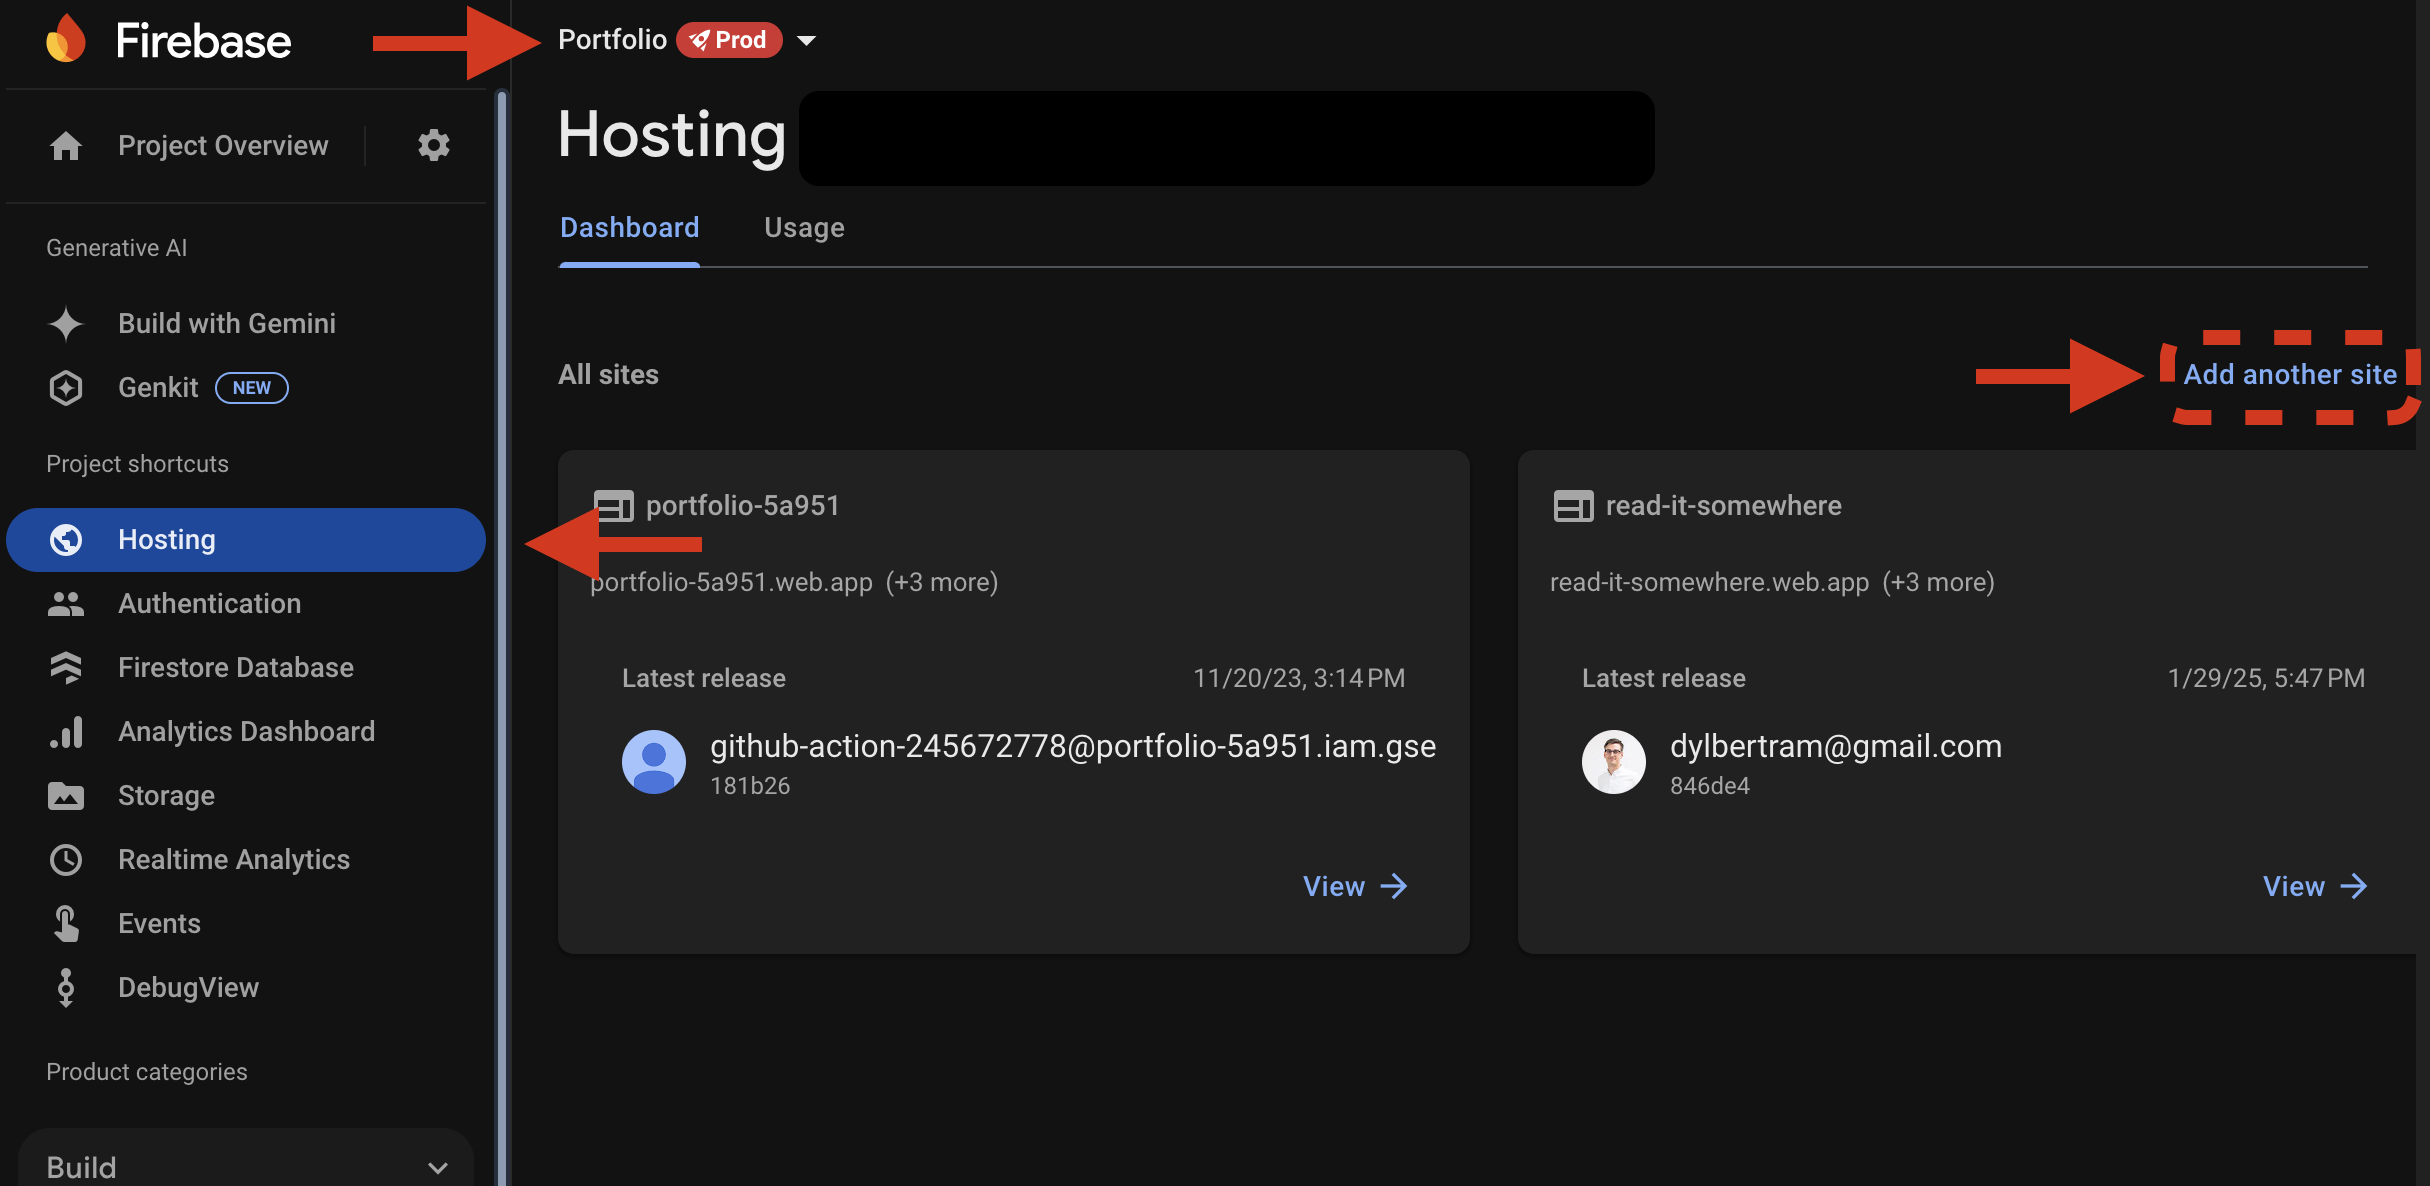 Firebase
Project Overview
Generative AI
Build with Gemini
Genkit NEW
Project shortcuts
Hosting
Authentication
Firestore Database
Analytics Dashboard
Storage
Realtime Analytics
Events
DebugView
Product categories
Build
Portfolio Prod
Hosting
Dashboard Usage
All sites Add another site
portfolio-5a951
portfolio-5a951.web.app (+3 more)
Latest release 11/20/23, 3:14 PM
github-action-245672778@portfolio-5a951.iam.gse
181b26
View
read-it-somewhere
read-it-somewhere.web.app (+3 more)
Latest release 1/29/25, 5:47 PM
dylbertram@gmail.com
846de4
View